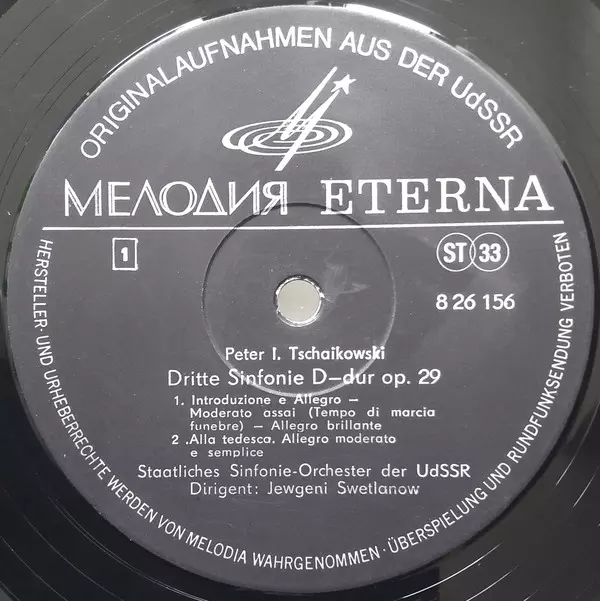 ORIGINALAUFNAHMEN AUS DER UdSSR
МЕЛОДИЯ ETERNA
1
ST 33
8 26 156
Peter I. Tschaikowski
Dritte Sinfonie D-dur op. 29
1. Introduzione e Allegro –
Moderato assai (Tempo di marcia
funebre) – Allegro brillante
2. .Alla tedesca. Allegro moderato
e semplice
Staatliches Sinfonie-Orchester der UdSSR
Dirigent: Jewgeni Swetlanow
HERSTELLER- UND URHEBERRECHTE WERDEN VON MELODIA WAHRGENOMMEN · ÜBERSPIELUNG UND RUNDFUNKSENDUNG VERBOTEN